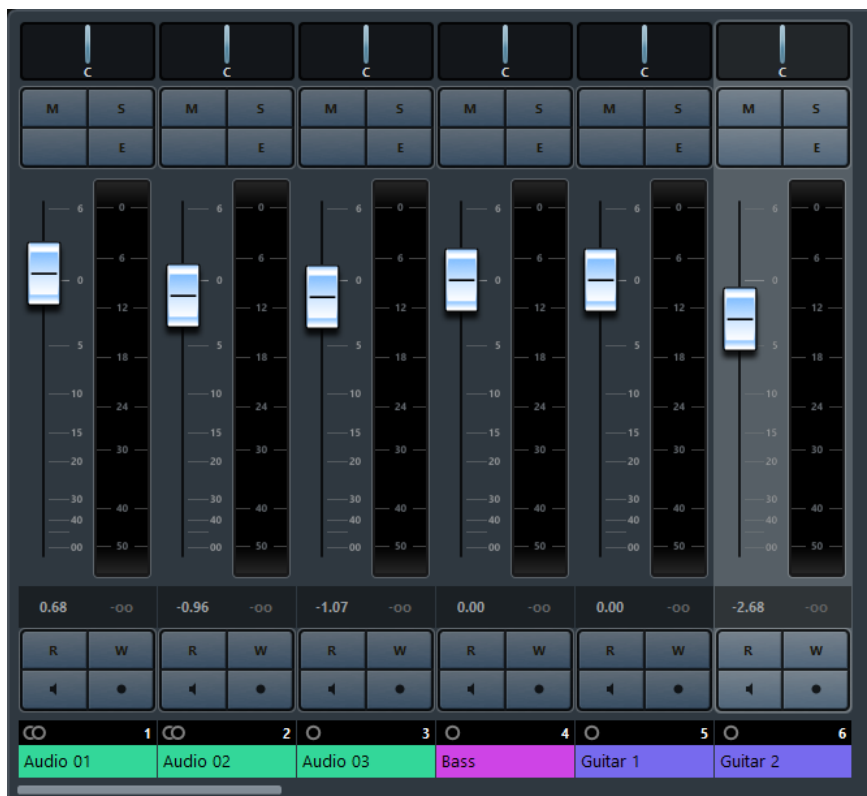 C C C C C C
M S M S M S M S M S M S
E E E E E E
6 0 6 0 6 0 6 0 6 0 6 0
6 6 6 6 6 6
0 0 0 0 0 0
12 12 12 12 12 12
5 5 5 5 5 5
18 18 18 18 18 18
10 24 10 24 10 24 10 24 10 24 10 24
15 15 15 15 15 15
30 30 30 30 30 30
20 20 20 20 20 20
30 30 30 30 30 30
40 40 40 40 40 40
40 40 40 40 40 40
00 50 00 50 00 50 00 50 00 50 00 50
0.68 -oo -0.96 -oo -1.07 -oo 0.00 -oo 0.00 -oo -2.68 -oo
R W R W R W R W R W R W
1 2 3 4 5 6
Audio 01 Audio 02 Audio 03 Bass Guitar 1 Guitar 2